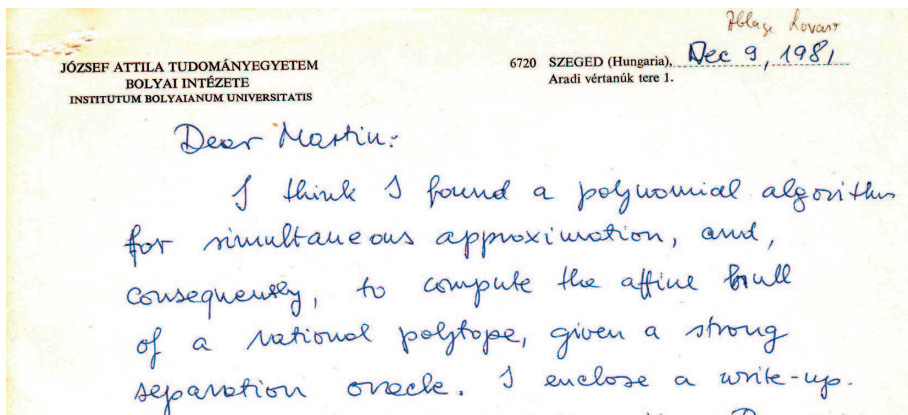 Ablage Lovasz
JÓZSEF ATTILA TUDOMÁNYEGYETEM
BOLYAI INTÉZETE
INSTITUTUM BOLYAIANUM UNIVERSITATIS
6720 SZEGED (Hungaria), Dec 9, 1981
Aradi vértanúk tere 1.
Dear Martin:
I think I found a polynomial algorithm
for simultaneous approximation, and,
consequently, to compute the affine hull
of a rational polytope, given a strong
separation oracle. I enclose a write-up.